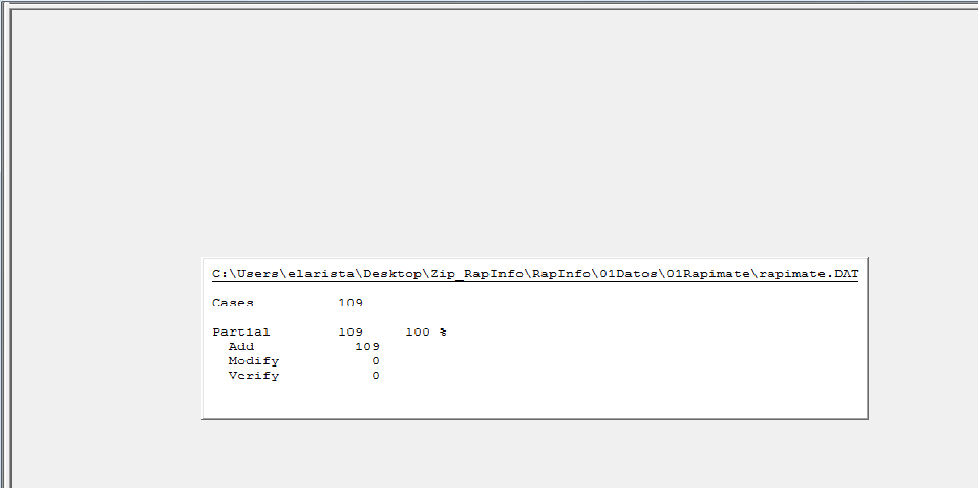 C:\Users\elarista\Desktop\Zip_RapInfo\RapInfo\01Datos\01Rapimate\rapimate.DAT
Cases 109
Partial 109 100 %
Add 109
Modify 0
Verify 0